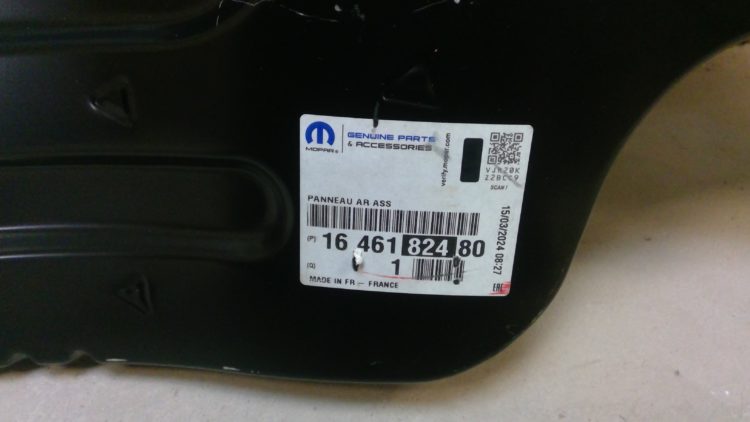 MOPAR®
GENUINE PARTS
& ACCESSORIES
verify.mopar.com
SCAN!
PANNEAU AR ASS
(P) 16 461 824 80
(Q) 1
15/03/2024 08:27
MADE IN FR - FRANCE
EAC